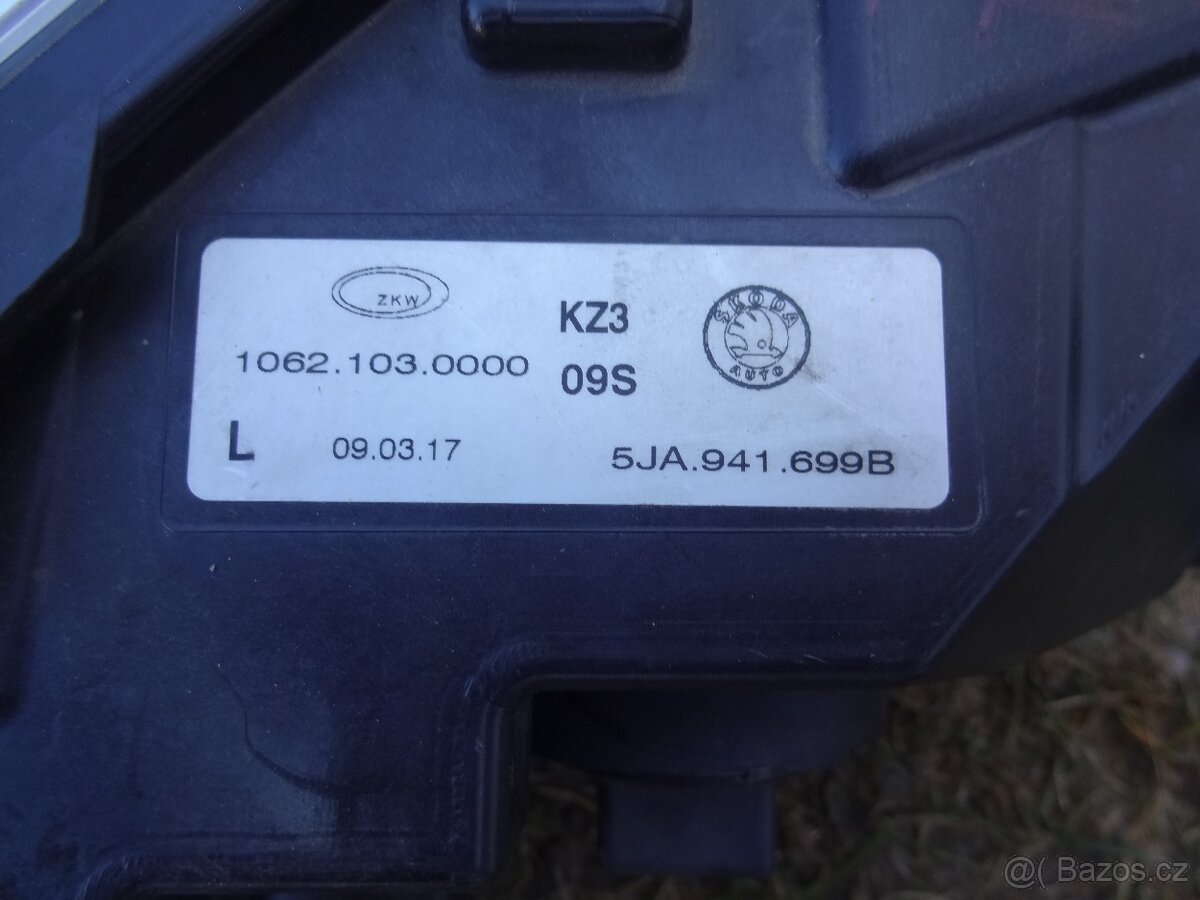 ZKW
KZ3
ŠKODA
AUTO
1062.103.0000
09S
L
09.03.17
5JA.941.699B
@( Bazos.cz